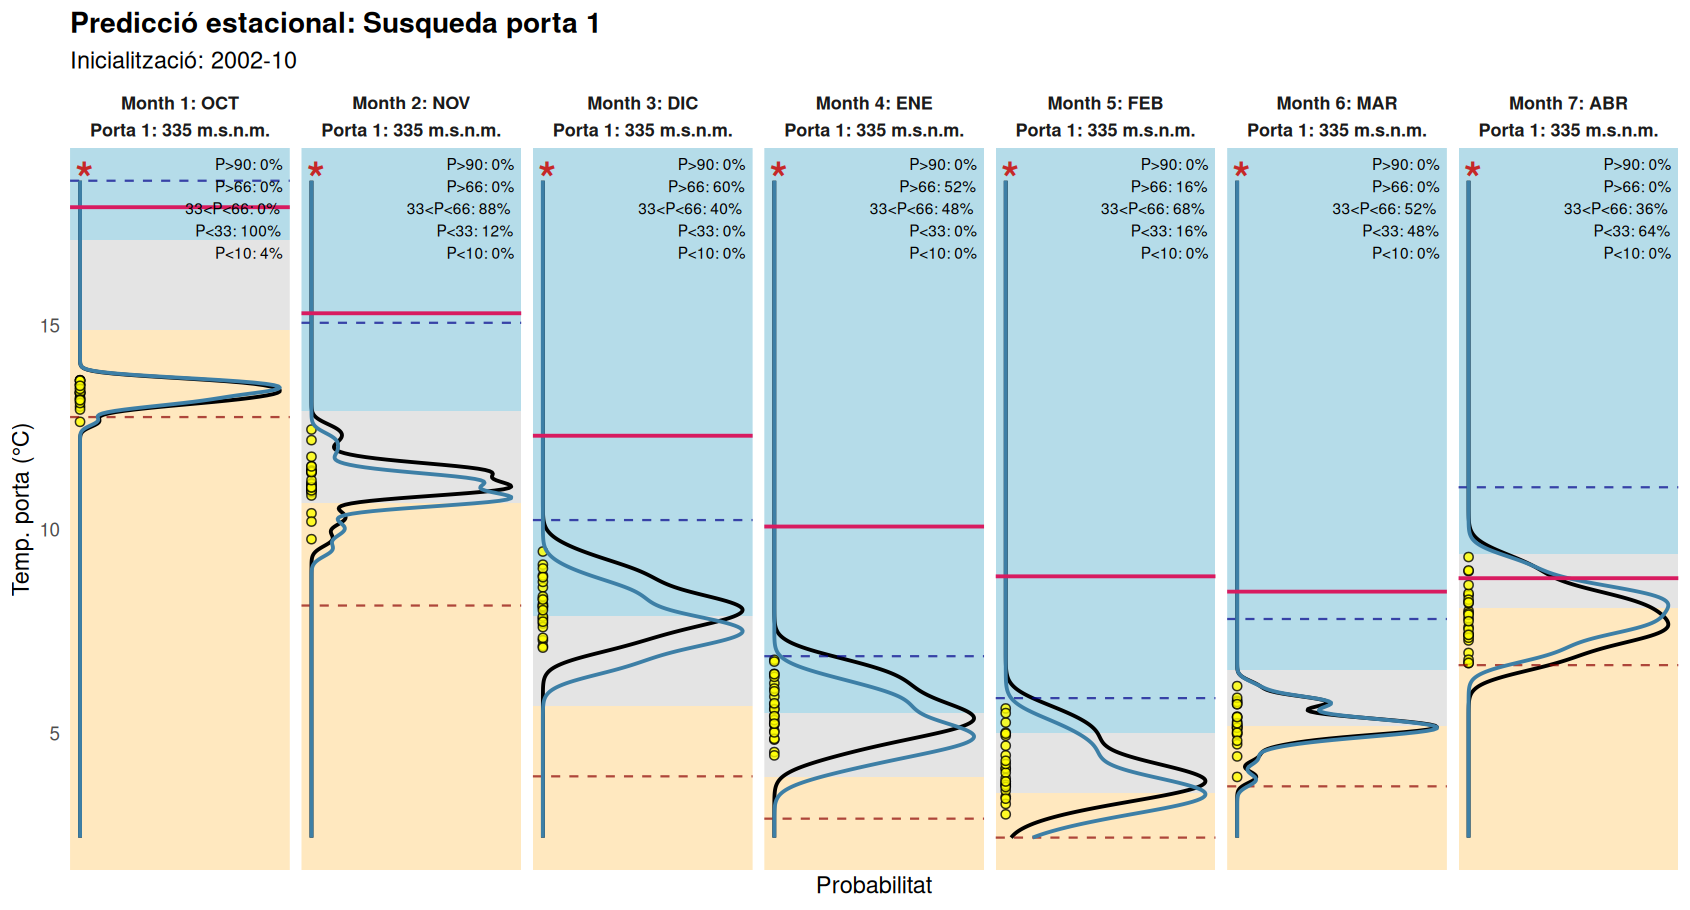 Predicció estacional: Susqueda porta 1
Inicialització: 2002-10
Month 1: OCT
Porta 1: 335 m.s.n.m.
Month 2: NOV
Porta 1: 335 m.s.n.m.
Month 3: DIC
Porta 1: 335 m.s.n.m.
Month 4: ENE
Porta 1: 335 m.s.n.m.
Month 5: FEB
Porta 1: 335 m.s.n.m.
Month 6: MAR
Porta 1: 335 m.s.n.m.
Month 7: ABR
Porta 1: 335 m.s.n.m.
*
P>90: 0%
P>66: 0%
33<P<66: 0%
P<33: 100%
P<10: 4%
*
P>90: 0%
P>66: 0%
33<P<66: 88%
P<33: 12%
P<10: 0%
*
P>90: 0%
P>66: 60%
33<P<66: 40%
P<33: 0%
P<10: 0%
*
P>90: 0%
P>66: 52%
33<P<66: 48%
P<33: 0%
P<10: 0%
*
P>90: 0%
P>66: 16%
33<P<66: 68%
P<33: 16%
P<10: 0%
*
P>90: 0%
P>66: 0%
33<P<66: 52%
P<33: 48%
P<10: 0%
*
P>90: 0%
P>66: 0%
33<P<66: 36%
P<33: 64%
P<10: 0%
15
10
5
Temp. porta (°C)
Probabilitat